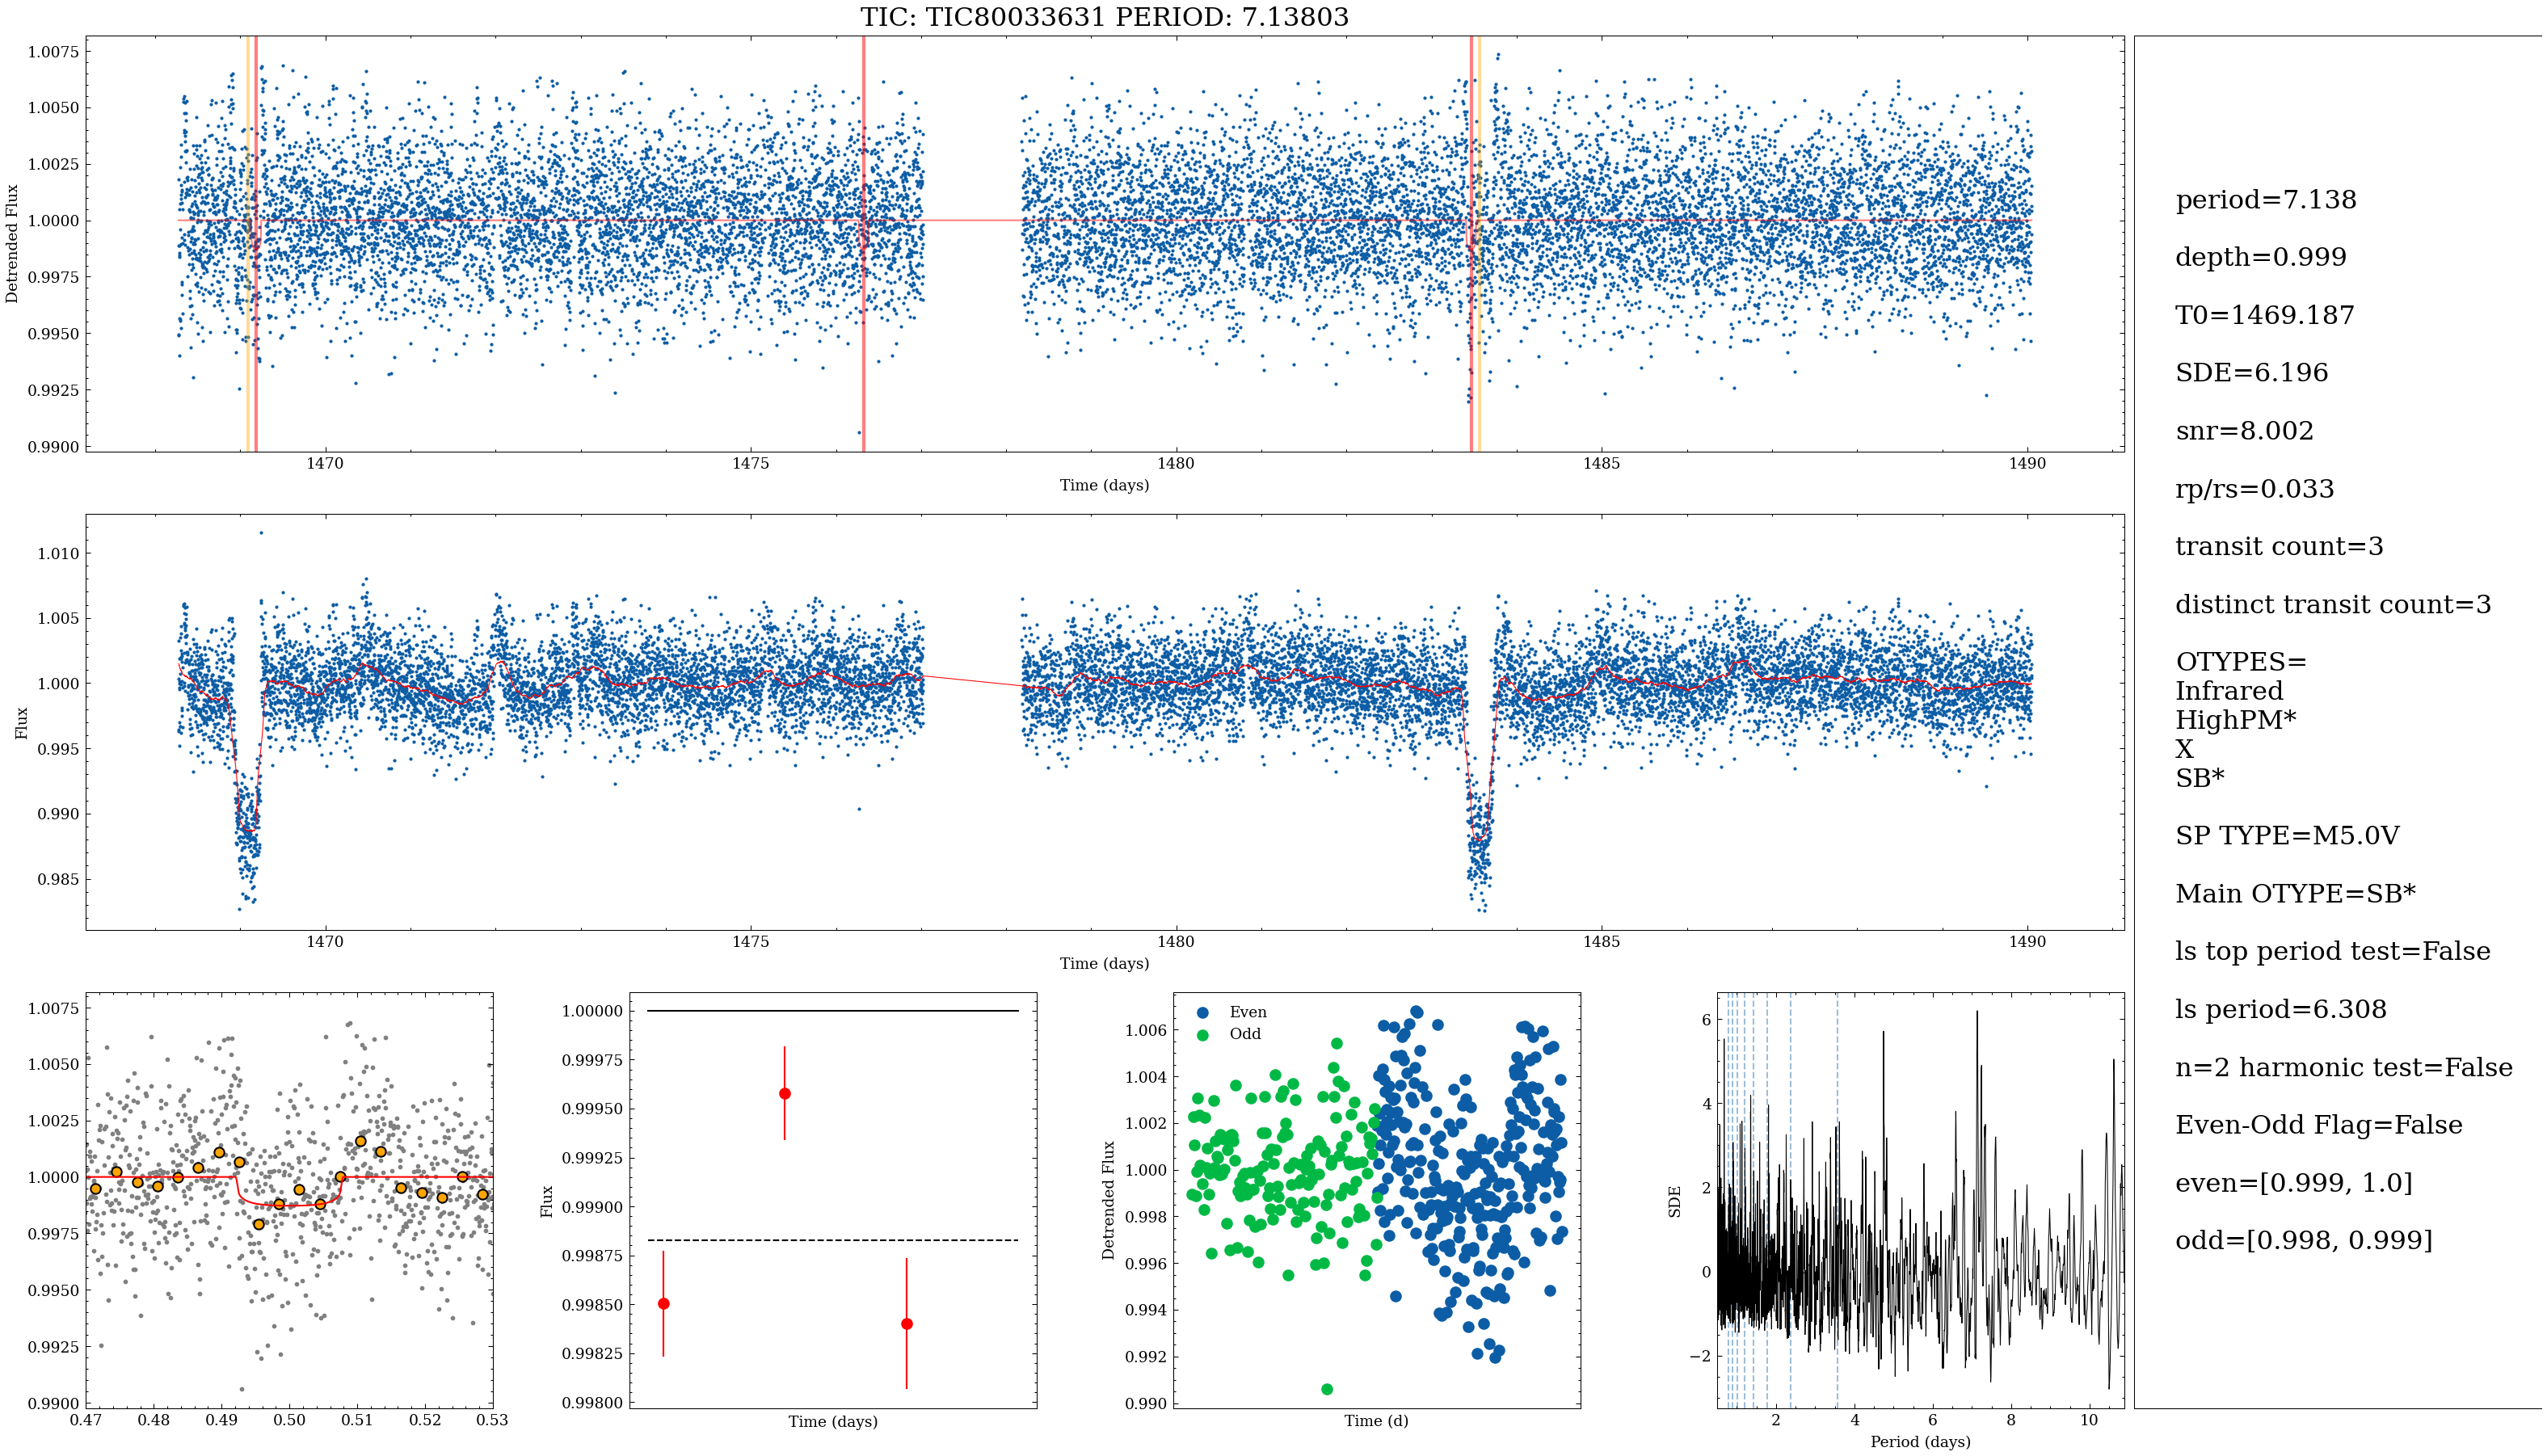 TIC: TIC80033631 PERIOD: 7.13803
1.0075
1.0050
1.0025
1.0000
0.9975
0.9950
0.9925
0.9900
Detrended Flux
1470
1475
1480
1485
1490
Time (days)
1.010
1.005
1.000
0.995
0.990
0.985
Flux
1470
1475
1480
1485
1490
Time (days)
1.0075
1.0050
1.0025
1.0000
0.9975
0.9950
0.9925
0.9900
0.47
0.48
0.49
0.50
0.51
0.52
0.53
1.00000
0.99975
0.99950
0.99925
0.99900
0.99875
0.99850
0.99825
0.99800
Flux
Time (days)
Even
Odd
1.006
1.004
1.002
1.000
0.998
0.996
0.994
0.992
0.990
Detrended Flux
Time (d)
6
4
2
0
−2
SDE
2
4
6
8
10
Period (days)
period=7.138
depth=0.999
T0=1469.187
SDE=6.196
snr=8.002
rp/rs=0.033
transit count=3
distinct transit count=3
OTYPES=
Infrared
HighPM*
X
SB*
SP TYPE=M5.0V
Main OTYPE=SB*
ls top period test=False
ls period=6.308
n=2 harmonic test=False
Even-Odd Flag=False
even=[0.999, 1.0]
odd=[0.998, 0.999]